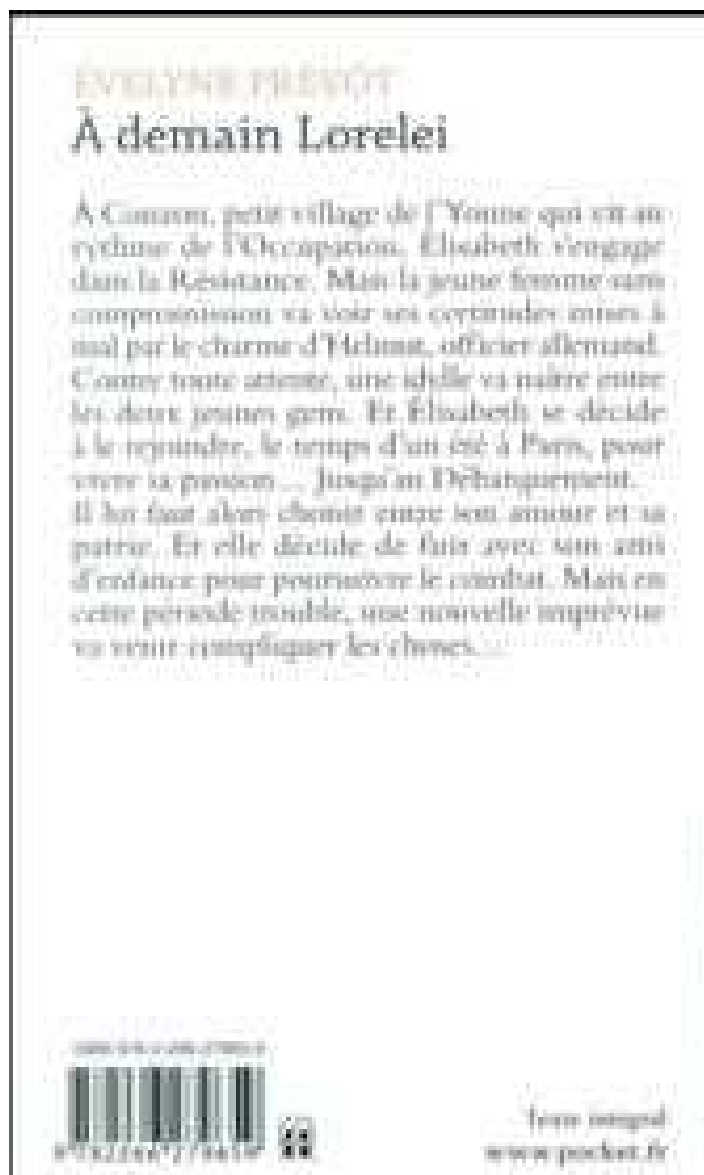 EVELYNE PRÉVOT
À demain Lorelei
À petit village de l'Yonne qui vit au
rythme de l'Occupation, Élisabeth s'engage
dans la Résistance. Mais la jeune femme sans
compromission va voir ses certitudes mises à
mal par le charme d'Helmut, officier allemand.
Contre toute attente, une idylle va naître entre
les deux jeunes gens. Et Élisabeth se décide
à le rejoindre, le temps d'un été à Paris, pour
vivre sa passion… Jusqu'au Débarquement.
Il lui faut alors choisir entre son amour et sa
patrie. Et elle décide de fuir avec son ami
d'enfance pour poursuivre le combat. Mais en
cette période trouble, une nouvelle imprévue
va venir compliquer les choses…
Texte intégral
www.pocket.fr